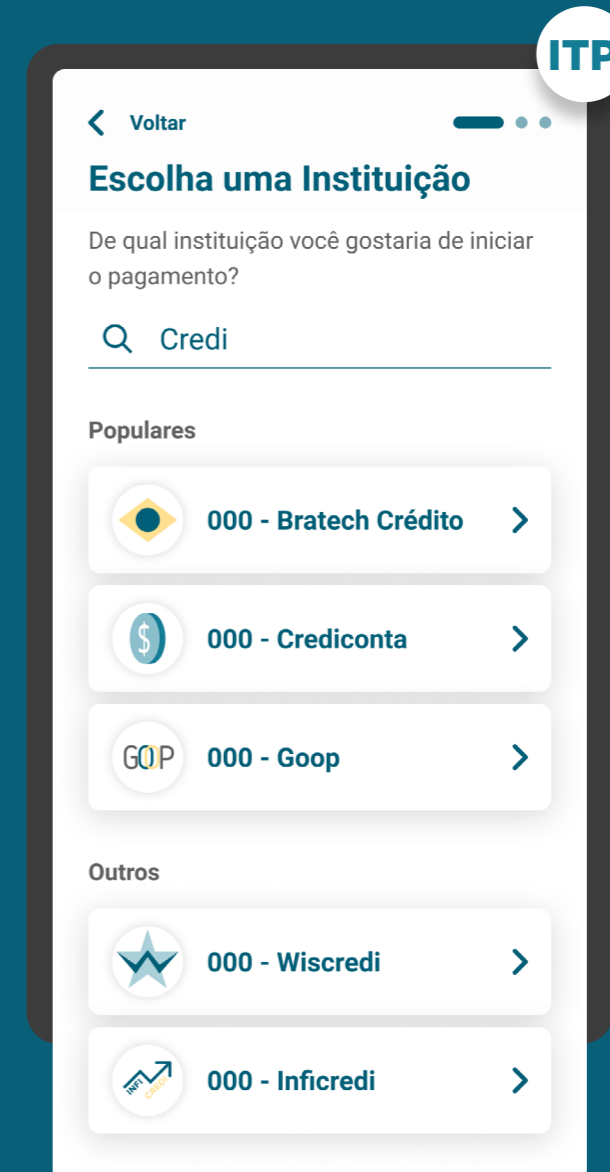 ITP
Voltar
Escolha uma Instituição
De qual instituição você gostaria de iniciar
o pagamento?
Credi
Populares
000 - Bratech Crédito
$
000 - Crediconta
GOOP
000 - Goop
Outros
000 - Wiscredi
INFI
CREDI
000 - Inficredi